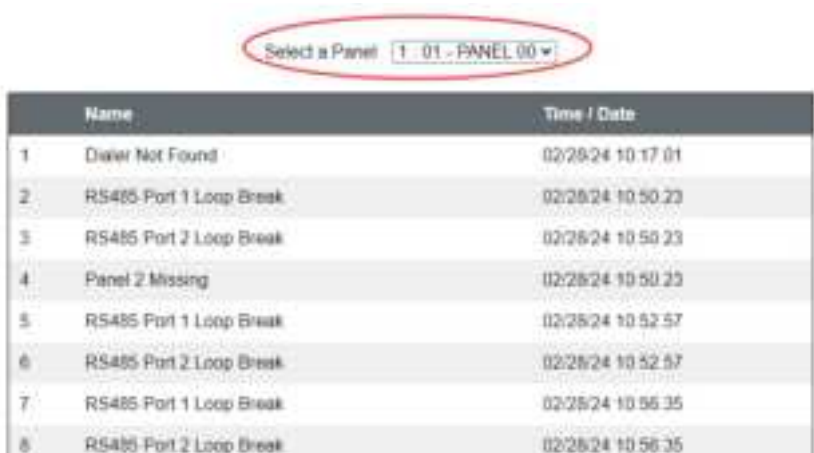 Select a Panel 1 : 01 - PANEL 00
Name Time / Date
1 Dialer Not Found 02/28/24 10:17:01
2 RS485 Port 1 Loop Break 02/28/24 10:50:23
3 RS485 Port 2 Loop Break 02/28/24 10:50:23
4 Panel 2 Missing 02/28/24 10:50:23
5 RS485 Port 1 Loop Break 02/28/24 10:52:57
6 RS485 Port 2 Loop Break 02/28/24 10:52:57
7 RS485 Port 1 Loop Break 02/28/24 10:56:35
8 RS485 Port 2 Loop Break 02/28/24 10:56:35